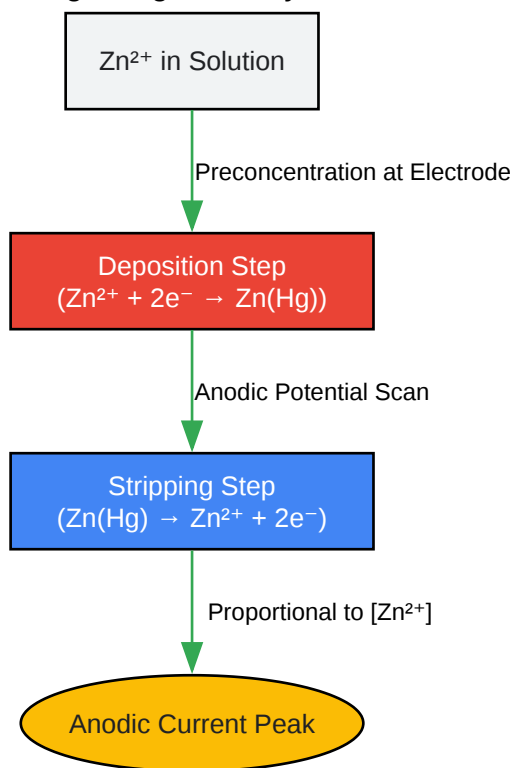 Zn²⁺ in Solution
Preconcentration at Electrode
Deposition Step
(Zn²⁺ + 2e⁻ → Zn(Hg))
Anodic Potential Scan
Stripping Step
(Zn(Hg) → Zn²⁺ + 2e⁻)
Proportional to [Zn²⁺]
Anodic Current Peak